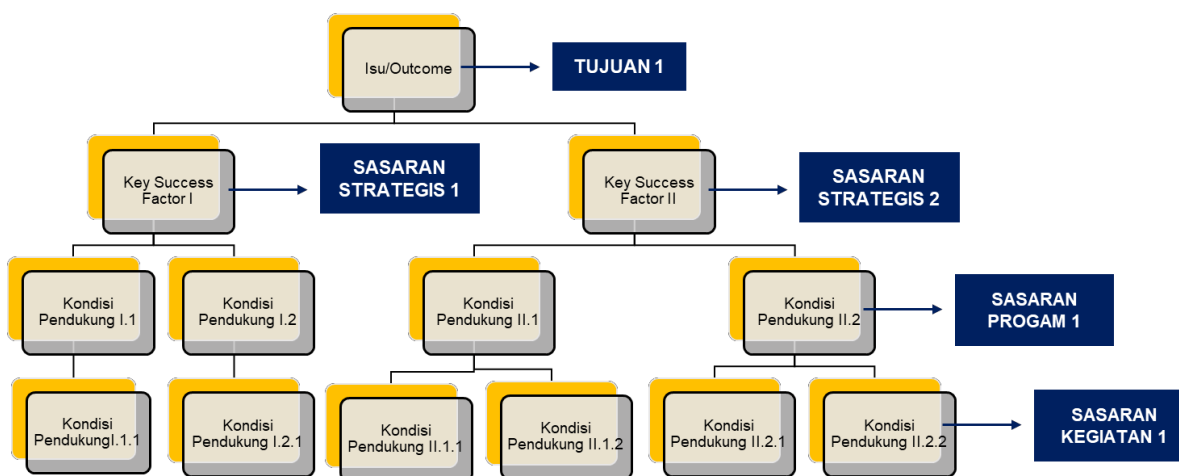 Isu/Outcome
TUJUAN 1
Key Success
Factor I
SASARAN
STRATEGIS 1
Key Success
Factor II
SASARAN
STRATEGIS 2
Kondisi
Pendukung I.1
Kondisi
Pendukung I.2
Kondisi
Pendukung II.1
Kondisi
Pendukung II.2
SASARAN
PROGAM 1
Kondisi
PendukungI.1.1
Kondisi
Pendukung I.2.1
Kondisi
Pendukung II.1.1
Kondisi
Pendukung II.1.2
Kondisi
Pendukung II.2.1
Kondisi
Pendukung II.2.2
SASARAN
KEGIATAN 1